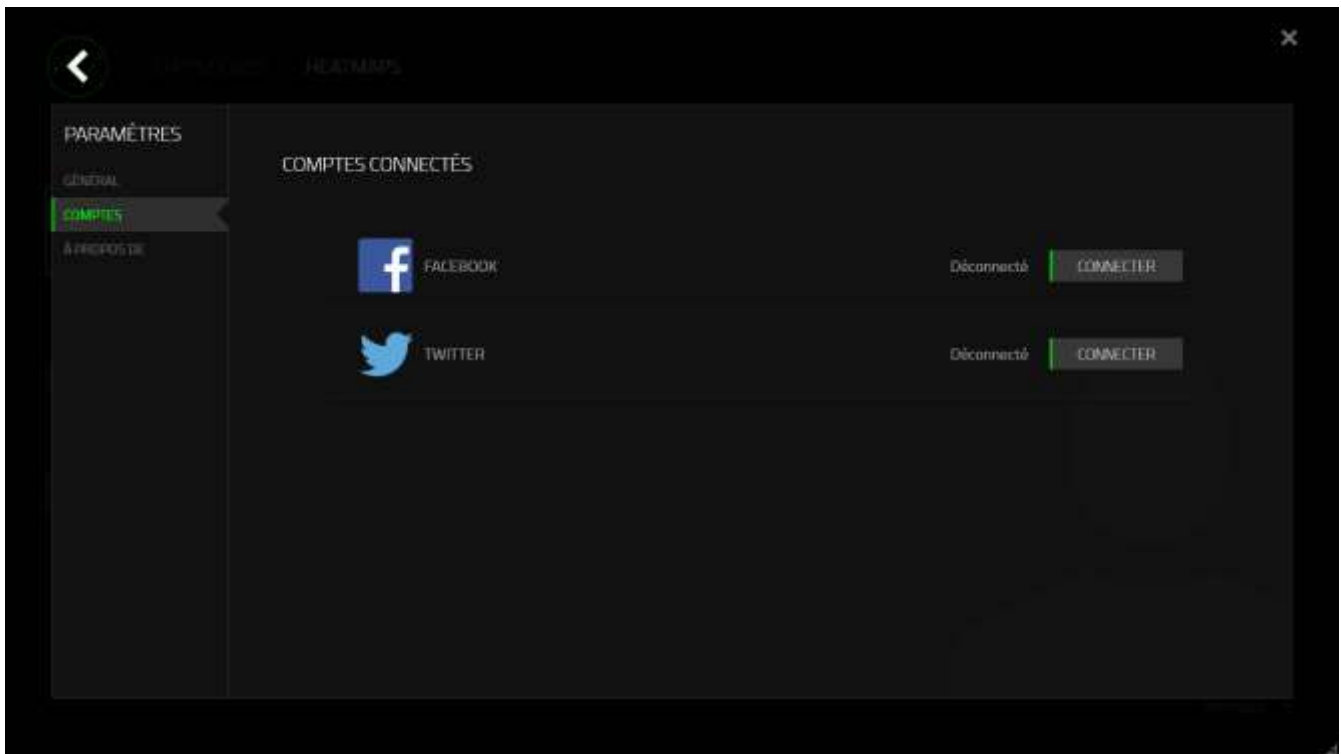 HEATMAPS
PARAMÈTRES
GÉNÉRAL
COMPTES
À PROPOS DE
COMPTES CONNECTÉS
FACEBOOK
Déconnecté
CONNECTER
TWITTER
Déconnecté
CONNECTER